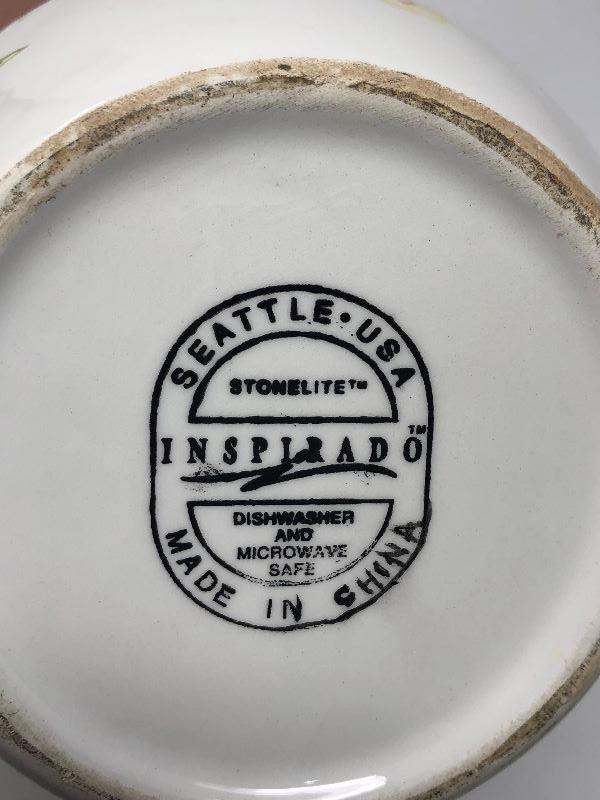 SEATTLE • USA
STONELITE™
INSPIRADO™
DISHWASHER
AND
MICROWAVE
SAFE
MADE IN CHINA